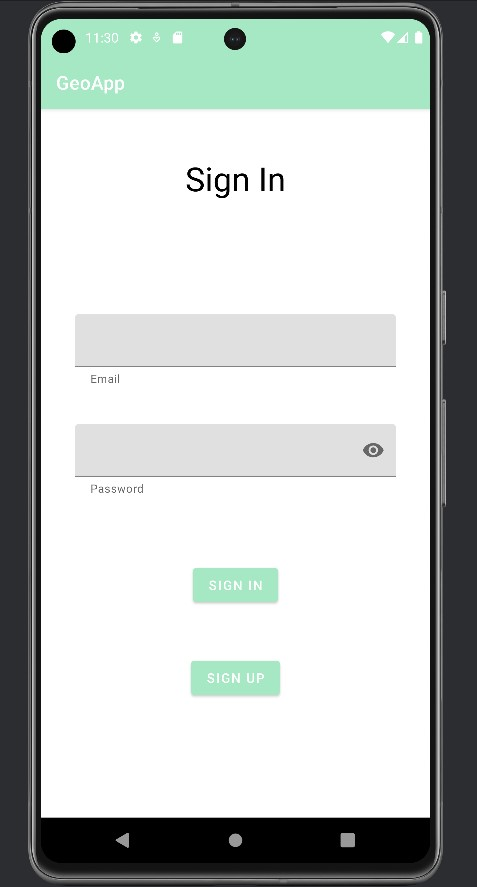 11:30
GeoApp
Sign In
Email
Password
SIGN IN
SIGN UP